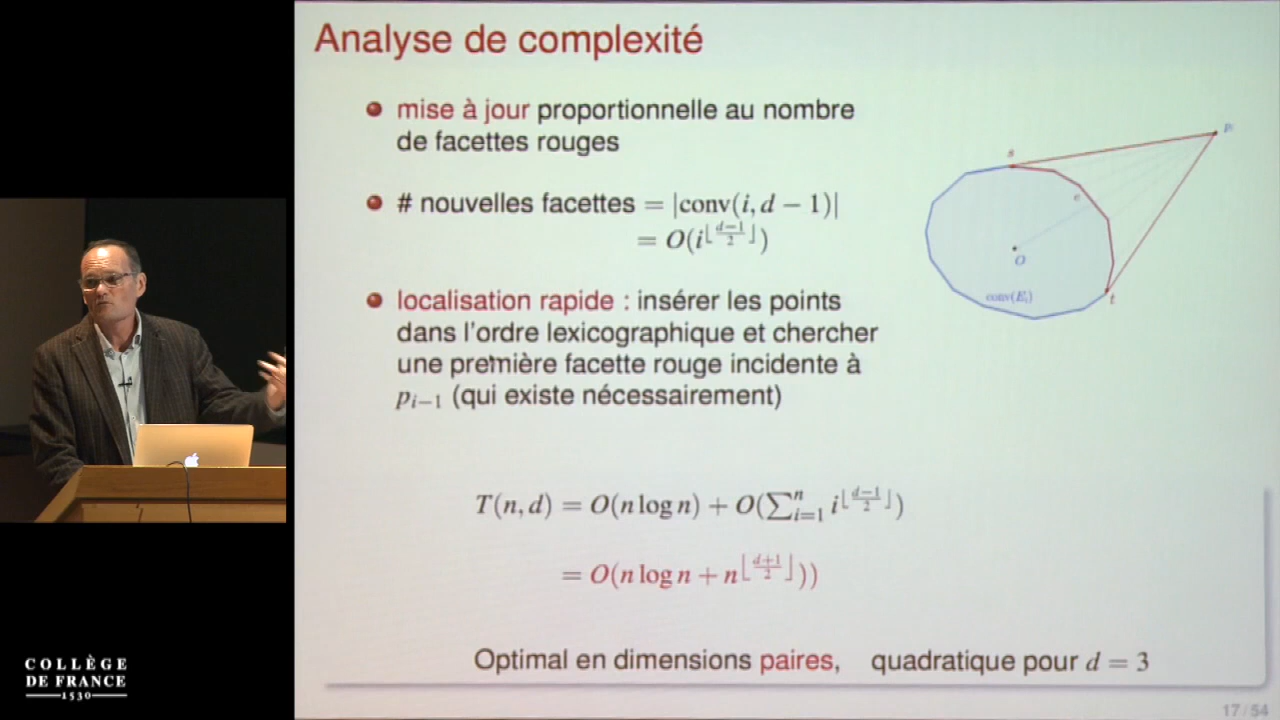 Analyse de complexité
mise à jour proportionnelle au nombre
de facettes rouges
# nouvelles facettes = |conv(i, d − 1)|
= O(i^⌊(d−1)/2⌋)
localisation rapide : insérer les points
dans l'ordre lexicographique et chercher
une première facette rouge incidente à
p_{i−1} (qui existe nécessairement)
T(n, d) = O(n log n) + O(∑_{i=1}^{n} i^⌊(d−1)/2⌋)
= O(n log n + n^⌊(d+1)/2⌋))
Optimal en dimensions paires, quadratique pour d = 3
s
e
O
conv(E_i)
t
17 / 54
COLLÈGE
DE FRANCE
1530